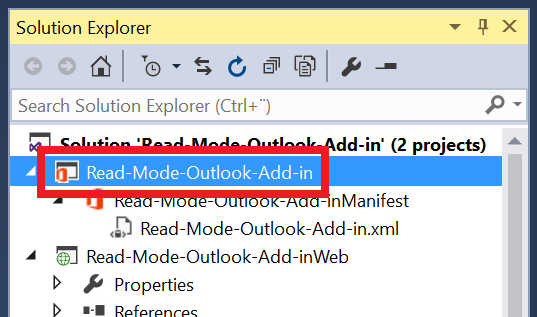 Solution Explorer
Search Solution Explorer (Ctrl+¨)
Solution 'Read-Mode-Outlook-Add-in' (2 projects)
Read-Mode-Outlook-Add-in
Read-Mode-Outlook-Add-inManifest
Read-Mode-Outlook-Add-in.xml
Read-Mode-Outlook-Add-inWeb
Properties
References